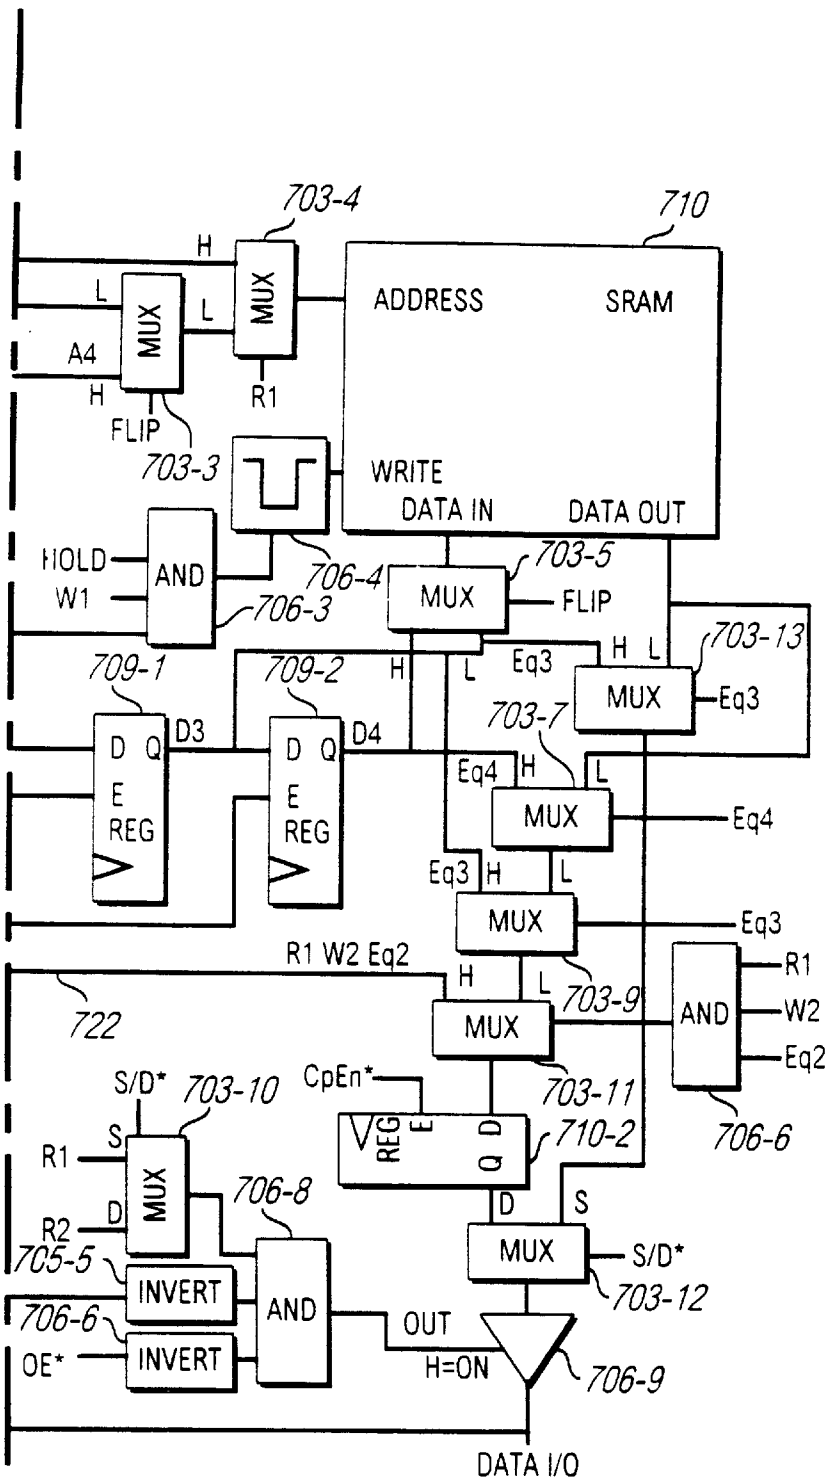 703-4
710
H
L
MUX
L
MUX
ADDRESS
SRAM
A4
H
R1
FLIP
703-3
WRITE
DATA IN
DATA OUT
HOLD
W1
AND
706-4
703-5
706-3
MUX
FLIP
H
L
Eq3
H
L
703-13
709-1
709-2
MUX
Eq3
703-7
D
Q
D3
D
Q
D4
Eq4
H
L
E
REG
E
REG
MUX
Eq4
Eq3
H
L
MUX
Eq3
R1 W2 Eq2
H
L
703-9
R1
722
MUX
AND
W2
Eq2
CpEn*
703-11
706-6
S/D*
703-10
REG
E
D
Q
710-2
S
R1
MUX
D
R2
706-8
D
S
MUX
S/D*
705-5
INVERT
703-12
706-6
AND
OUT
OE*
INVERT
H=ON
706-9
DATA I/O